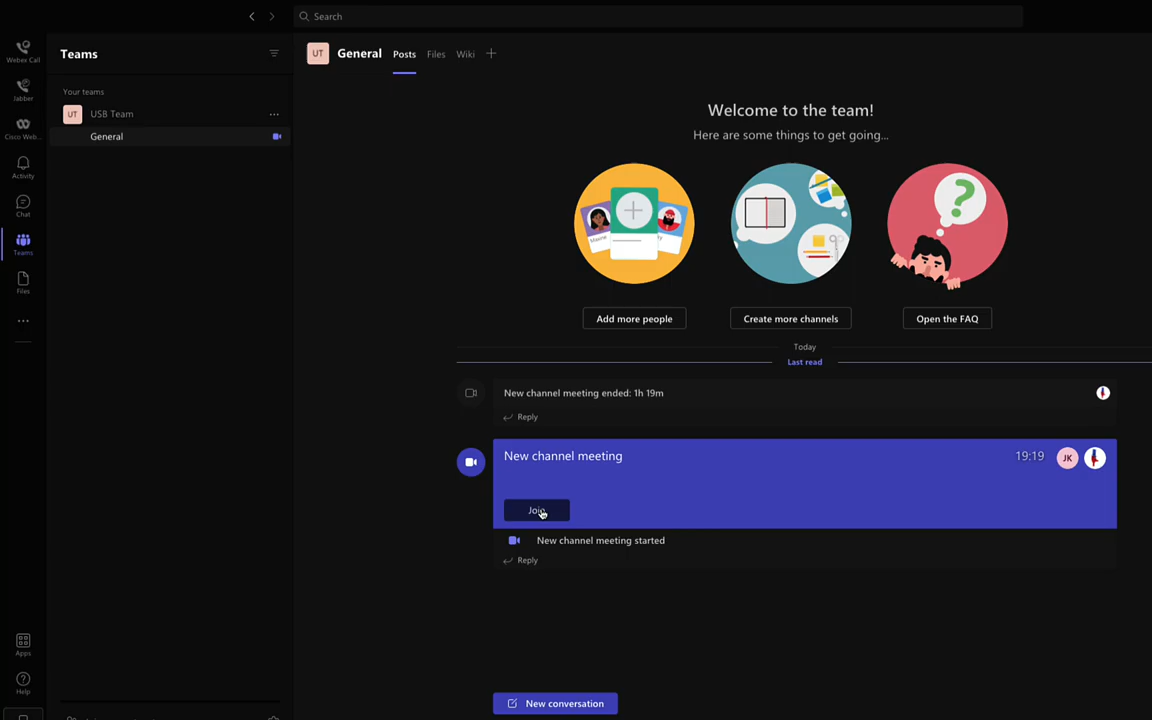 Search
Webex Call
Jabber
Cisco Web...
Activity
Chat
Teams
Files
...
Apps
Help
Teams
Your teams
UT USB Team ...
General
UT General Posts Files Wiki
Welcome to the team!
Here are some things to get going...
Add more people
Create more channels
Open the FAQ
Today
Last read
New channel meeting ended: 1h 19m
Reply
New channel meeting 19:19 JK
Join
New channel meeting started
Reply
New conversation